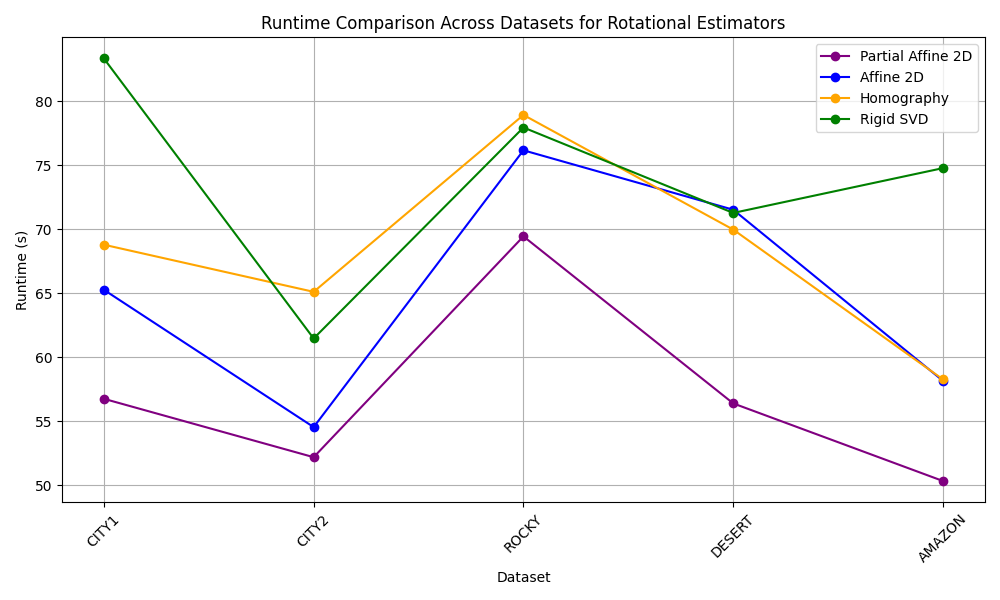 Runtime Comparison Across Datasets for Rotational Estimators
Partial Affine 2D
Affine 2D
Homography
Rigid SVD
Runtime (s)
80
75
70
65
60
55
50
CITY1
CITY2
ROCKY
DESERT
AMAZON
Dataset